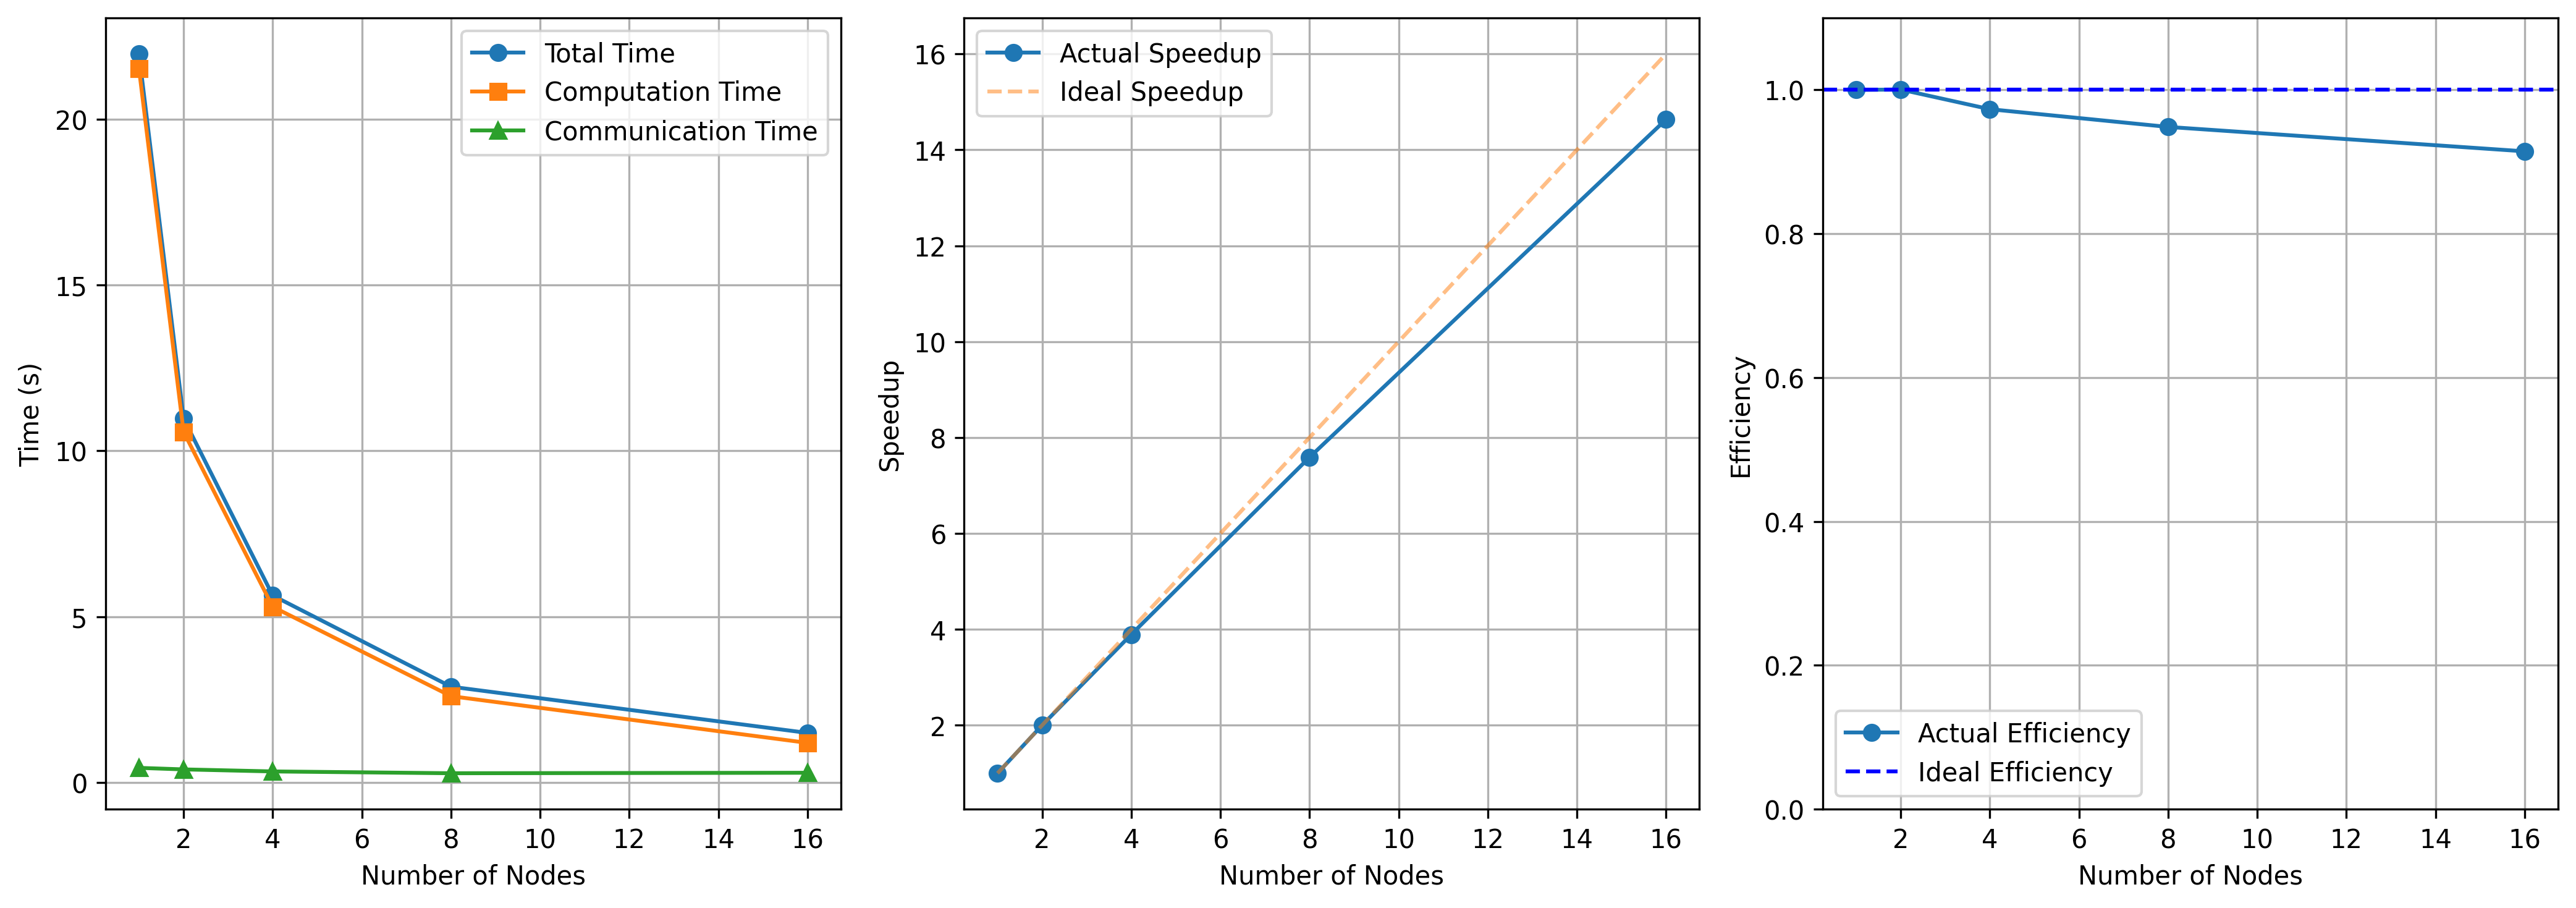 Time (s)
20
15
10
5
0
2 4 6 8 10 12 14 16
Number of Nodes
Total Time
Computation Time
Communication Time
Speedup
16
14
12
10
8
6
4
2
2 4 6 8 10 12 14 16
Number of Nodes
Actual Speedup
Ideal Speedup
Efficiency
1.0
0.8
0.6
0.4
0.2
0.0
2 4 6 8 10 12 14 16
Number of Nodes
Actual Efficiency
Ideal Efficiency